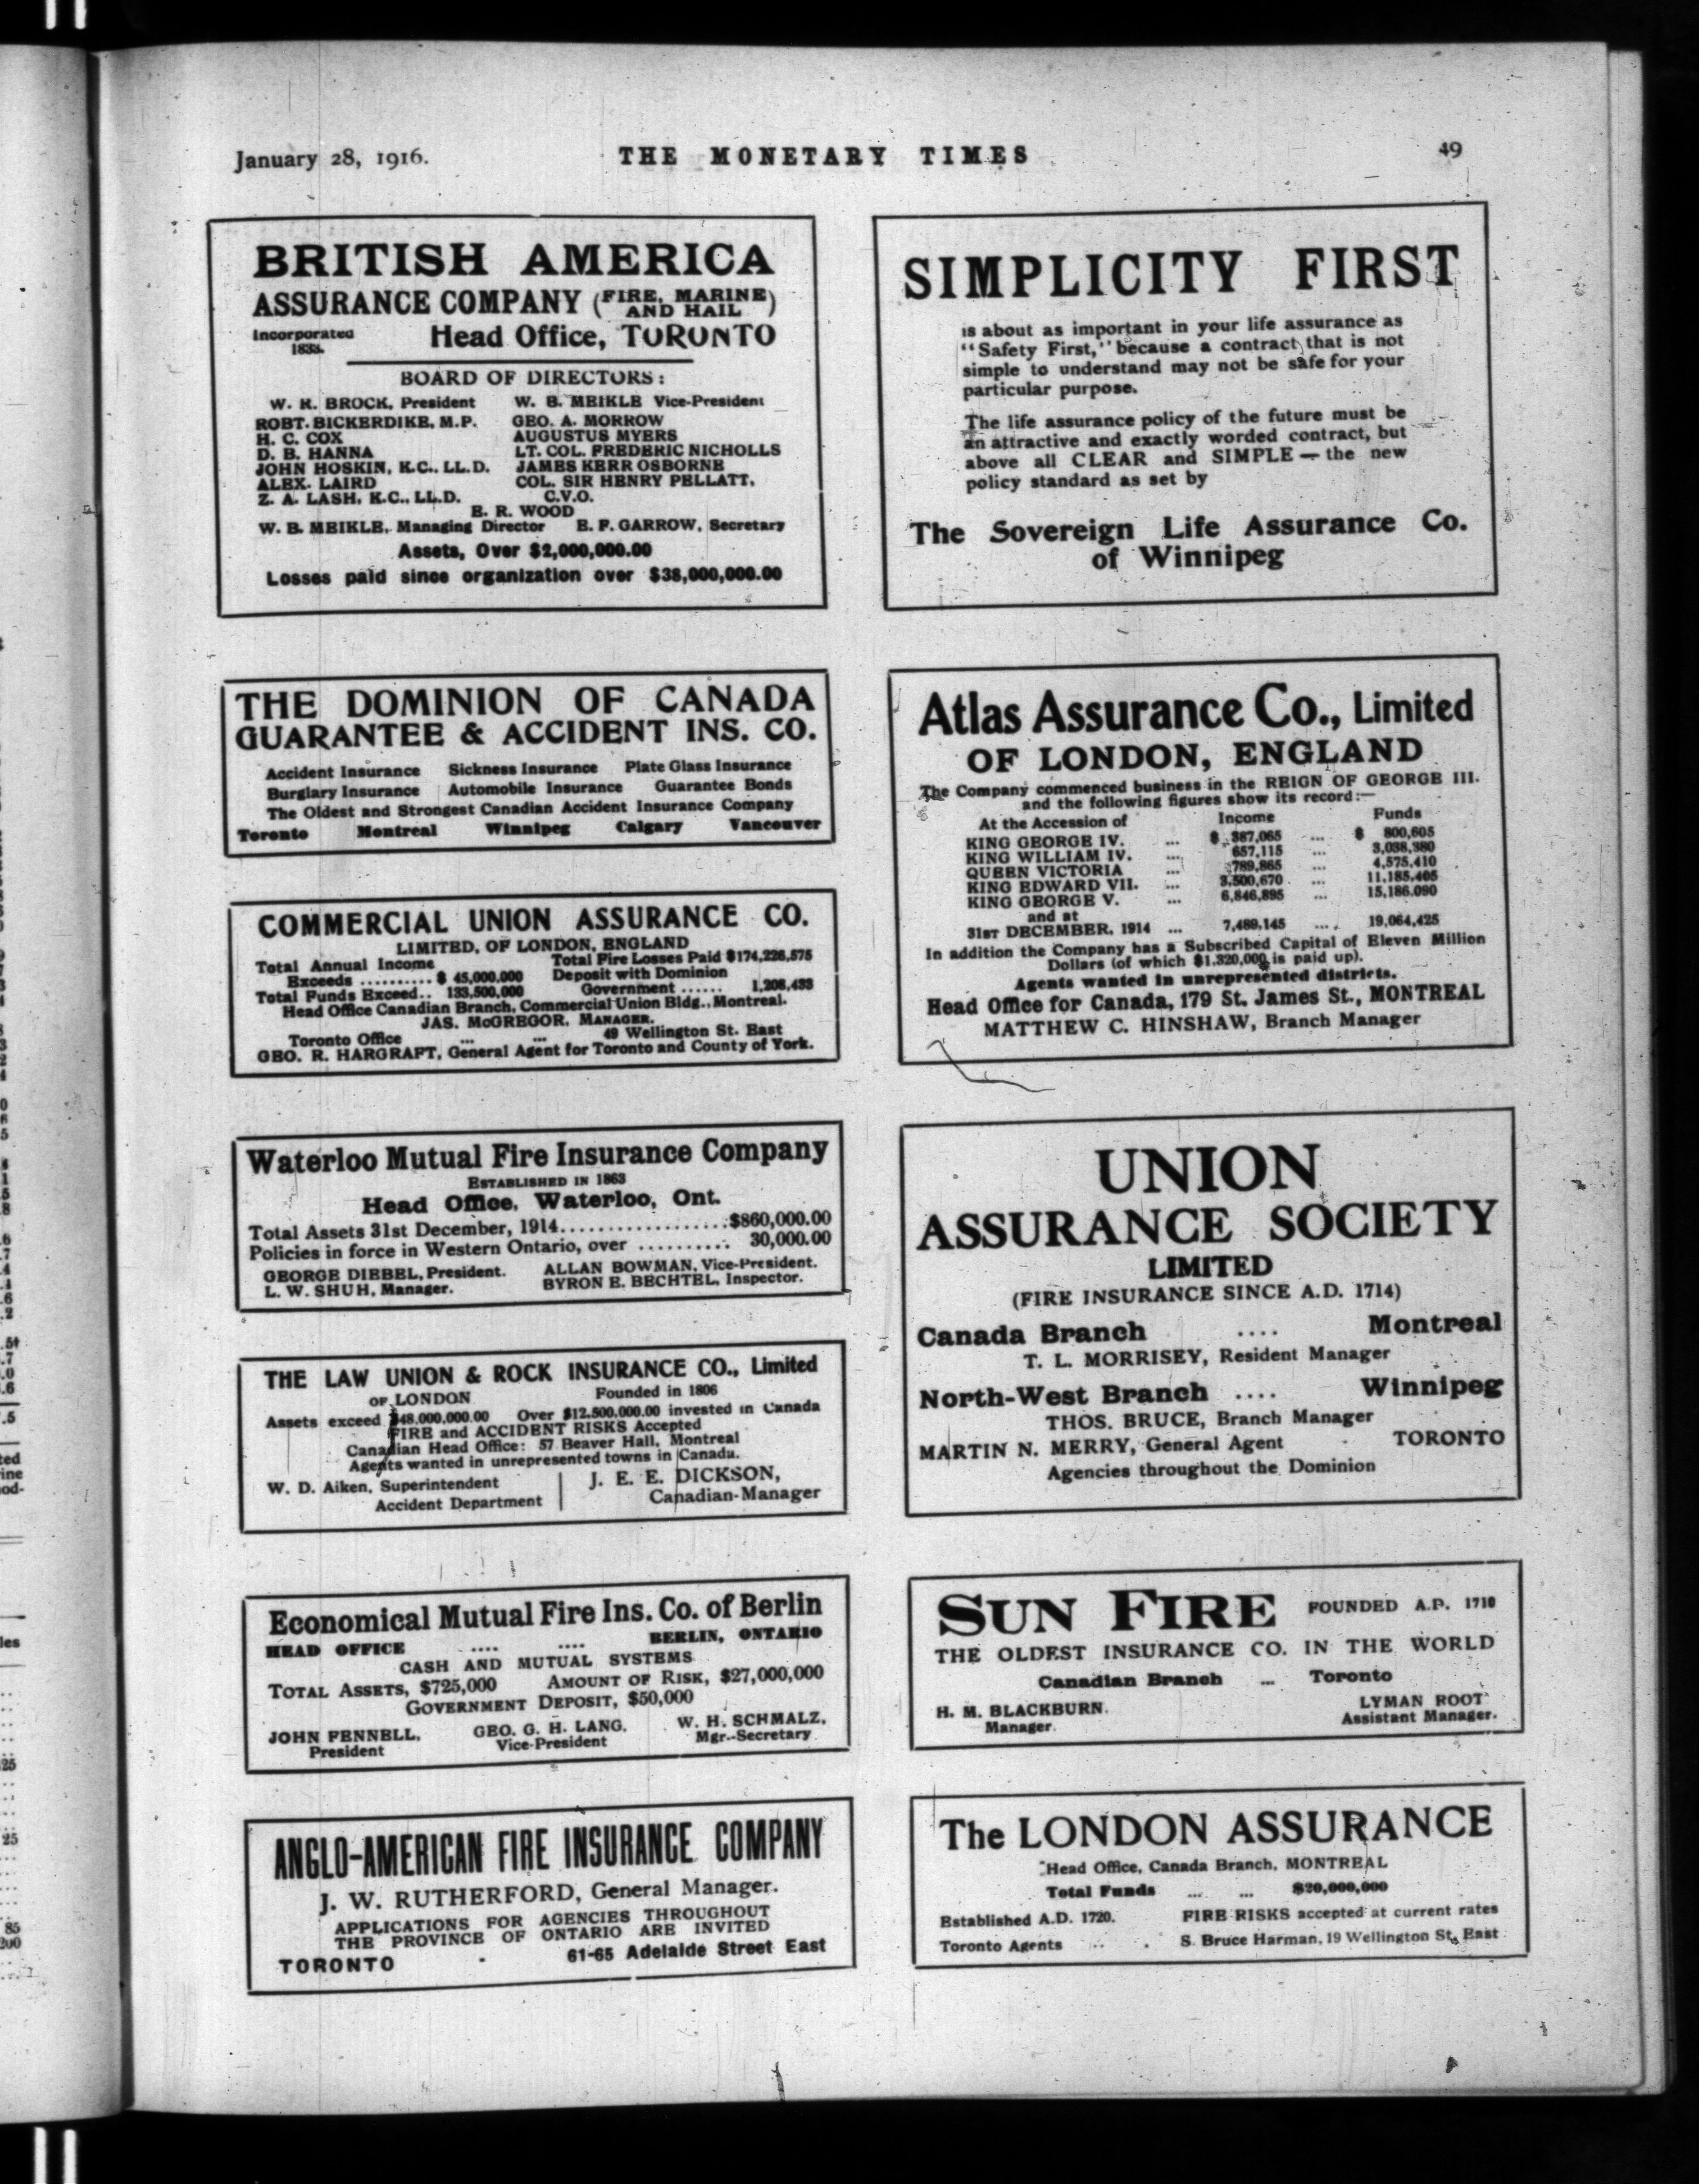 January 28, 1916.
THE MONETARY TIMES
49
BRITISH AMERICA
ASSURANCE COMPANY (FIRE, MARINE AND HAIL)
Incorporated 1833.
Head Office, TORONTO
BOARD OF DIRECTORS:
W. R. BROCK, President W. B. MEIKLE Vice-President
ROBT. BICKERDIKE, M.P. GEO. A. MORROW
H. C. COX AUGUSTUS MYERS
D. B. HANNA LT. COL. FREDERIC NICHOLLS
JOHN HOSKIN, K.C., LL.D. JAMES KERR OSBORNE
ALEX. LAIRD COL. SIR HENRY PELLATT,
Z. A. LASH, K.C., LL.D. C.V.O.
E. R. WOOD
W. B. MEIKLE, Managing Director E. F. GARROW, Secretary
Assets, Over $2,000,000.00
Losses paid since organization over $38,000,000.00
THE DOMINION OF CANADA
GUARANTEE & ACCIDENT INS. CO.
Accident Insurance Sickness Insurance Plate Glass Insurance
Burglary Insurance Automobile Insurance Guarantee Bonds
The Oldest and Strongest Canadian Accident Insurance Company
Toronto Montreal Winnipeg Calgary Vancouver
COMMERCIAL UNION ASSURANCE CO.
LIMITED, OF LONDON, ENGLAND
Total Annual Income Total Fire Losses Paid $174,226,575
Exceeds .......... $ 45,000,000 Deposit with Dominion
Total Funds Exceed.. 133,500,000 Government ...... 1,208,433
Head Office Canadian Branch, Commercial Union Bldg., Montreal.
JAS. McGREGOR, MANAGER.
Toronto Office ... ... 49 Wellington St. East
GEO. R. HARGRAFT, General Agent for Toronto and County of York.
Waterloo Mutual Fire Insurance Company
ESTABLISHED IN 1863
Head Office, Waterloo, Ont.
Total Assets 31st December, 1914..................$860,000.00
Policies in force in Western Ontario, over .......... 30,000.00
GEORGE DIEBEL, President. ALLAN BOWMAN, Vice-President.
L. W. SHUH, Manager. BYRON E. BECHTEL, Inspector.
THE LAW UNION & ROCK INSURANCE CO., Limited
OF LONDON Founded in 1806
Assets exceed $48,000,000.00 Over $12,500,000.00 invested in Canada
FIRE and ACCIDENT RISKS Accepted
Canadian Head Office: 57 Beaver Hall, Montreal
Agents wanted in unrepresented towns in Canada.
W. D. Aiken, Superintendent J. E. E. DICKSON,
Accident Department Canadian-Manager
Economical Mutual Fire Ins. Co. of Berlin
HEAD OFFICE .... .... BERLIN, ONTARIO
CASH AND MUTUAL SYSTEMS
TOTAL ASSETS, $725,000 AMOUNT OF RISK, $27,000,000
GOVERNMENT DEPOSIT, $50,000
JOHN FENNELL, GEO. G. H. LANG, W. H. SCHMALZ,
President Vice-President Mgr.-Secretary
ANGLO-AMERICAN FIRE INSURANCE COMPANY
J. W. RUTHERFORD, General Manager.
APPLICATIONS FOR AGENCIES THROUGHOUT
THE PROVINCE OF ONTARIO ARE INVITED
TORONTO - 61-65 Adelaide Street East
SIMPLICITY FIRST
is about as important in your life assurance as
"Safety First," because a contract that is not
simple to understand may not be safe for your
particular purpose.
The life assurance policy of the future must be
an attractive and exactly worded contract, but
above all CLEAR and SIMPLE — the new
policy standard as set by
The Sovereign Life Assurance Co.
of Winnipeg
Atlas Assurance Co., Limited
OF LONDON, ENGLAND
The Company commenced business in the REIGN OF GEORGE III.
and the following figures show its record:—
At the Accession of Income Funds
KING GEORGE IV. ... $ 387,065 ... $ 800,605
KING WILLIAM IV. ... 657,115 ... 3,038,380
QUEEN VICTORIA ... 789,865 ... 4,575,410
KING EDWARD VII. ... 3,500,670 ... 11,185,405
KING GEORGE V. ... 6,846,895 ... 15,186,090
and at
31ST DECEMBER, 1914 ... 7,489,145 .... 19,064,425
In addition the Company has a Subscribed Capital of Eleven Million
Dollars (of which $1,320,000 is paid up).
Agents wanted in unrepresented districts.
Head Office for Canada, 179 St. James St., MONTREAL
MATTHEW C. HINSHAW, Branch Manager
UNION
ASSURANCE SOCIETY
LIMITED
(FIRE INSURANCE SINCE A.D. 1714)
Canada Branch .... Montreal
T. L. MORRISEY, Resident Manager
North-West Branch .... Winnipeg
THOS. BRUCE, Branch Manager
MARTIN N. MERRY, General Agent - TORONTO
Agencies throughout the Dominion
SUN FIRE FOUNDED A.D. 1710
THE OLDEST INSURANCE CO. IN THE WORLD
Canadian Branch ... Toronto
H. M. BLACKBURN, LYMAN ROOT
Manager. Assistant Manager.
The LONDON ASSURANCE
Head Office, Canada Branch, MONTREAL
Total Funds ... ... $20,000,000
Established A.D. 1720. FIRE RISKS accepted at current rates
Toronto Agents .. . S. Bruce Harman, 19 Wellington St. East